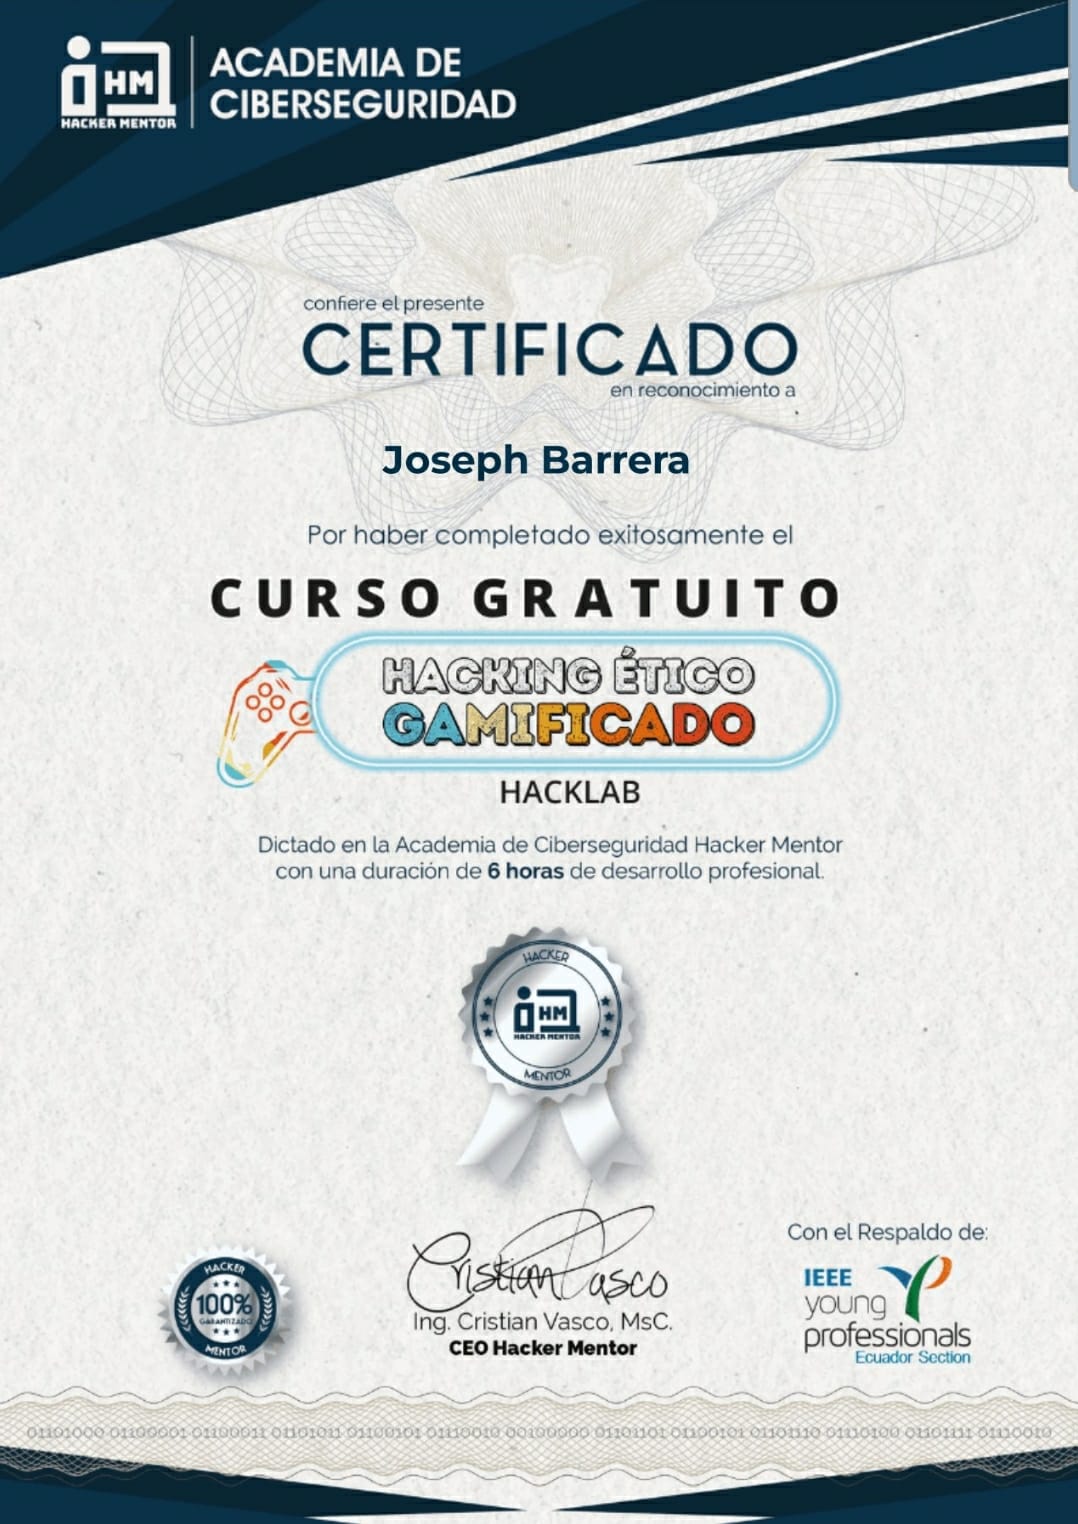 HM
HACKER MENTOR
ACADEMIA DE
CIBERSEGURIDAD
confiere el presente
CERTIFICADO
en reconocimiento a
Joseph Barrera
Por haber completado exitosamente el
CURSO GRATUITO
HACKING ÉTICO
GAMIFICADO
HACKLAB
Dictado en la Academia de Ciberseguridad Hacker Mentor
con una duración de 6 horas de desarrollo profesional.
HACKER
HM
HACKER MENTOR
MENTOR
HACKER
100%
GARANTIZADO
MENTOR
Cristian Vasco
Ing. Cristian Vasco, MsC.
CEO Hacker Mentor
Con el Respaldo de:
IEEE
young
professionals
Ecuador Section
01101000 01100001 01100011 01101011 01100101 01110010 00100000 01101101 01100101 01101110 01110100 01101111 01110010